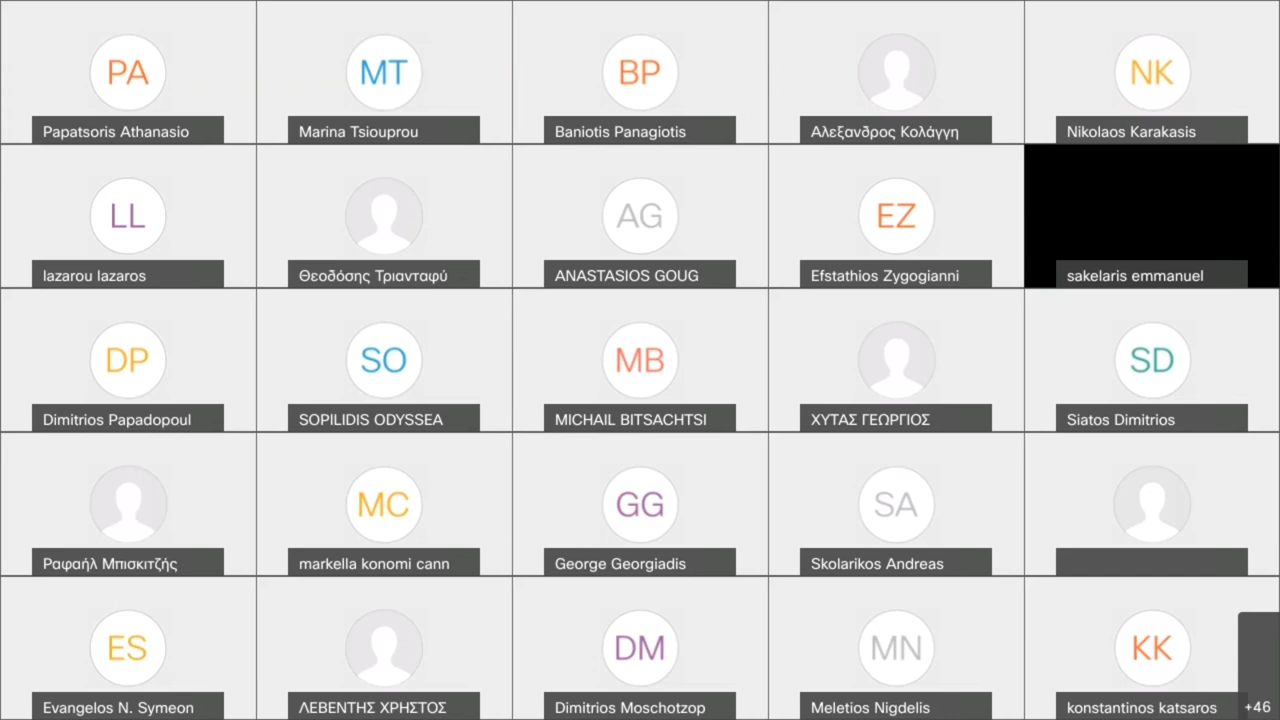 PA
MT
BP
NK
Papatsoris Athanasio
Marina Tsiouprou
Baniotis Panagiotis
Αλεξανδρος Κολάγγη
Nikolaos Karakasis
LL
AG
EZ
lazarou lazaros
Θεοδόσης Τριανταφύ
ANASTASIOS GOUG
Efstathios Zygogianni
sakelaris emmanuel
DP
SO
MB
SD
Dimitrios Papadopoul
SOPILIDIS ODYSSEA
MICHAIL BITSACHTSI
ΧΥΤΑΣ ΓΕΩΡΓΙΟΣ
Siatos Dimitrios
MC
GG
SA
Ραφαήλ Μπισκιτζής
markella konomi cann
George Georgiadis
Skolarikos Andreas
ES
DM
MN
KK
Evangelos N. Symeon
ΛΕΒΕΝΤΗΣ ΧΡΗΣΤΟΣ
Dimitrios Moschotzop
Meletios Nigdelis
konstantinos katsaros
+46